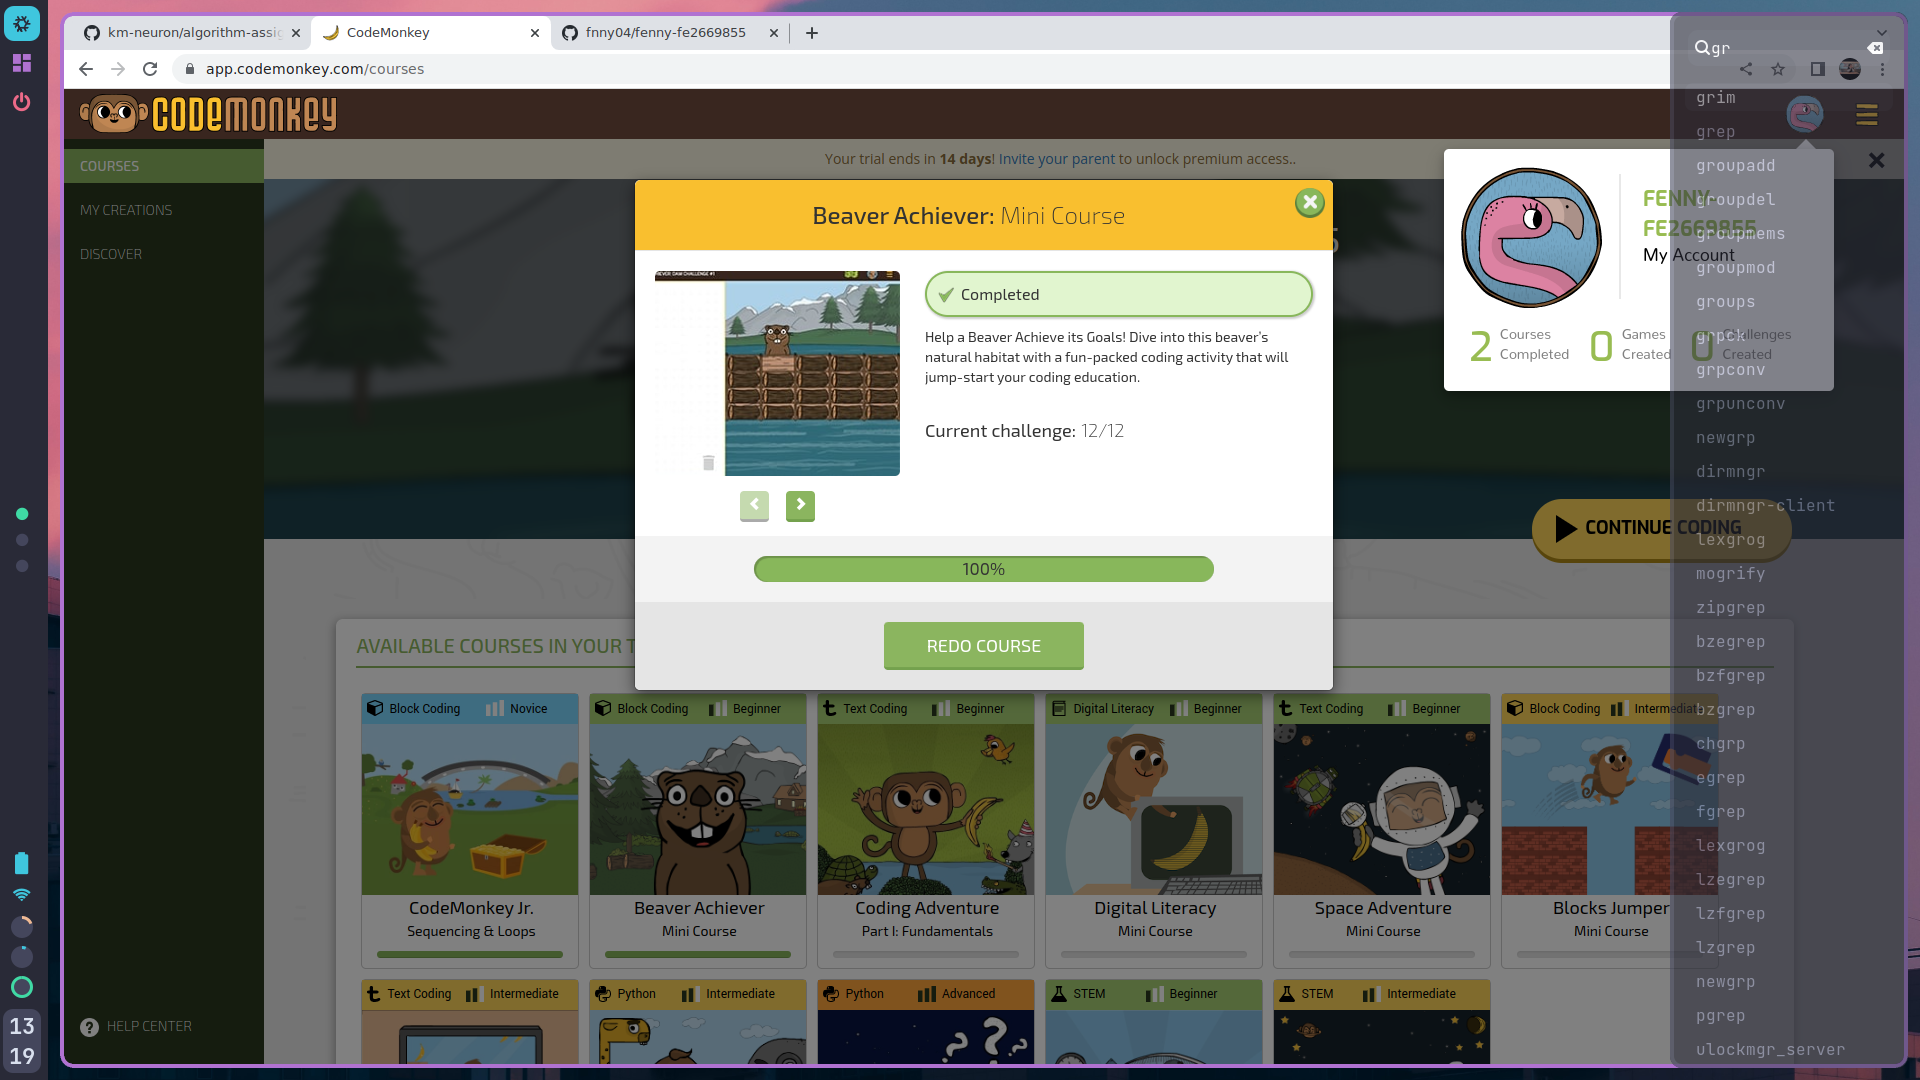 km-neuron/algorithm-assig
CodeMonkey
fnny04/fenny-fe2669855
app.codemonkey.com/courses
CODEMONKEY
COURSES
MY CREATIONS
DISCOVER
HELP CENTER
13
19
Your trial ends in 14 days! Invite your parent to unlock premium access..
Beaver Achiever: Mini Course
Completed
Help a Beaver Achieve its Goals! Dive into this beaver's
natural habitat with a fun-packed coding activity that will
jump-start your coding education.
Current challenge: 12/12
100%
REDO COURSE
FENNY-
FE2669855
My Account
2 Courses Completed
0 Games Created
0 Challenges Created
CONTINUE CODING
AVAILABLE COURSES IN YOUR T
Block Coding Novice
CodeMonkey Jr.
Sequencing & Loops
Block Coding Beginner
Beaver Achiever
Mini Course
Text Coding Beginner
Coding Adventure
Part I: Fundamentals
Digital Literacy Beginner
Digital Literacy
Mini Course
Text Coding Beginner
Space Adventure
Mini Course
Block Coding Intermediate
Blocks Jumper
Mini Course
Text Coding Intermediate
Python Intermediate
Python Advanced
STEM Beginner
STEM Intermediate
gr
grim
grep
groupadd
groupdel
groupmems
groupmod
groups
grpck
grpconv
grpunconv
newgrp
dirmngr
dirmngr-client
lexgrog
mogrify
zipgrep
bzegrep
bzfgrep
bzgrep
chgrp
egrep
fgrep
lexgrog
lzegrep
lzfgrep
lzgrep
newgrp
pgrep
ulockmgr_server